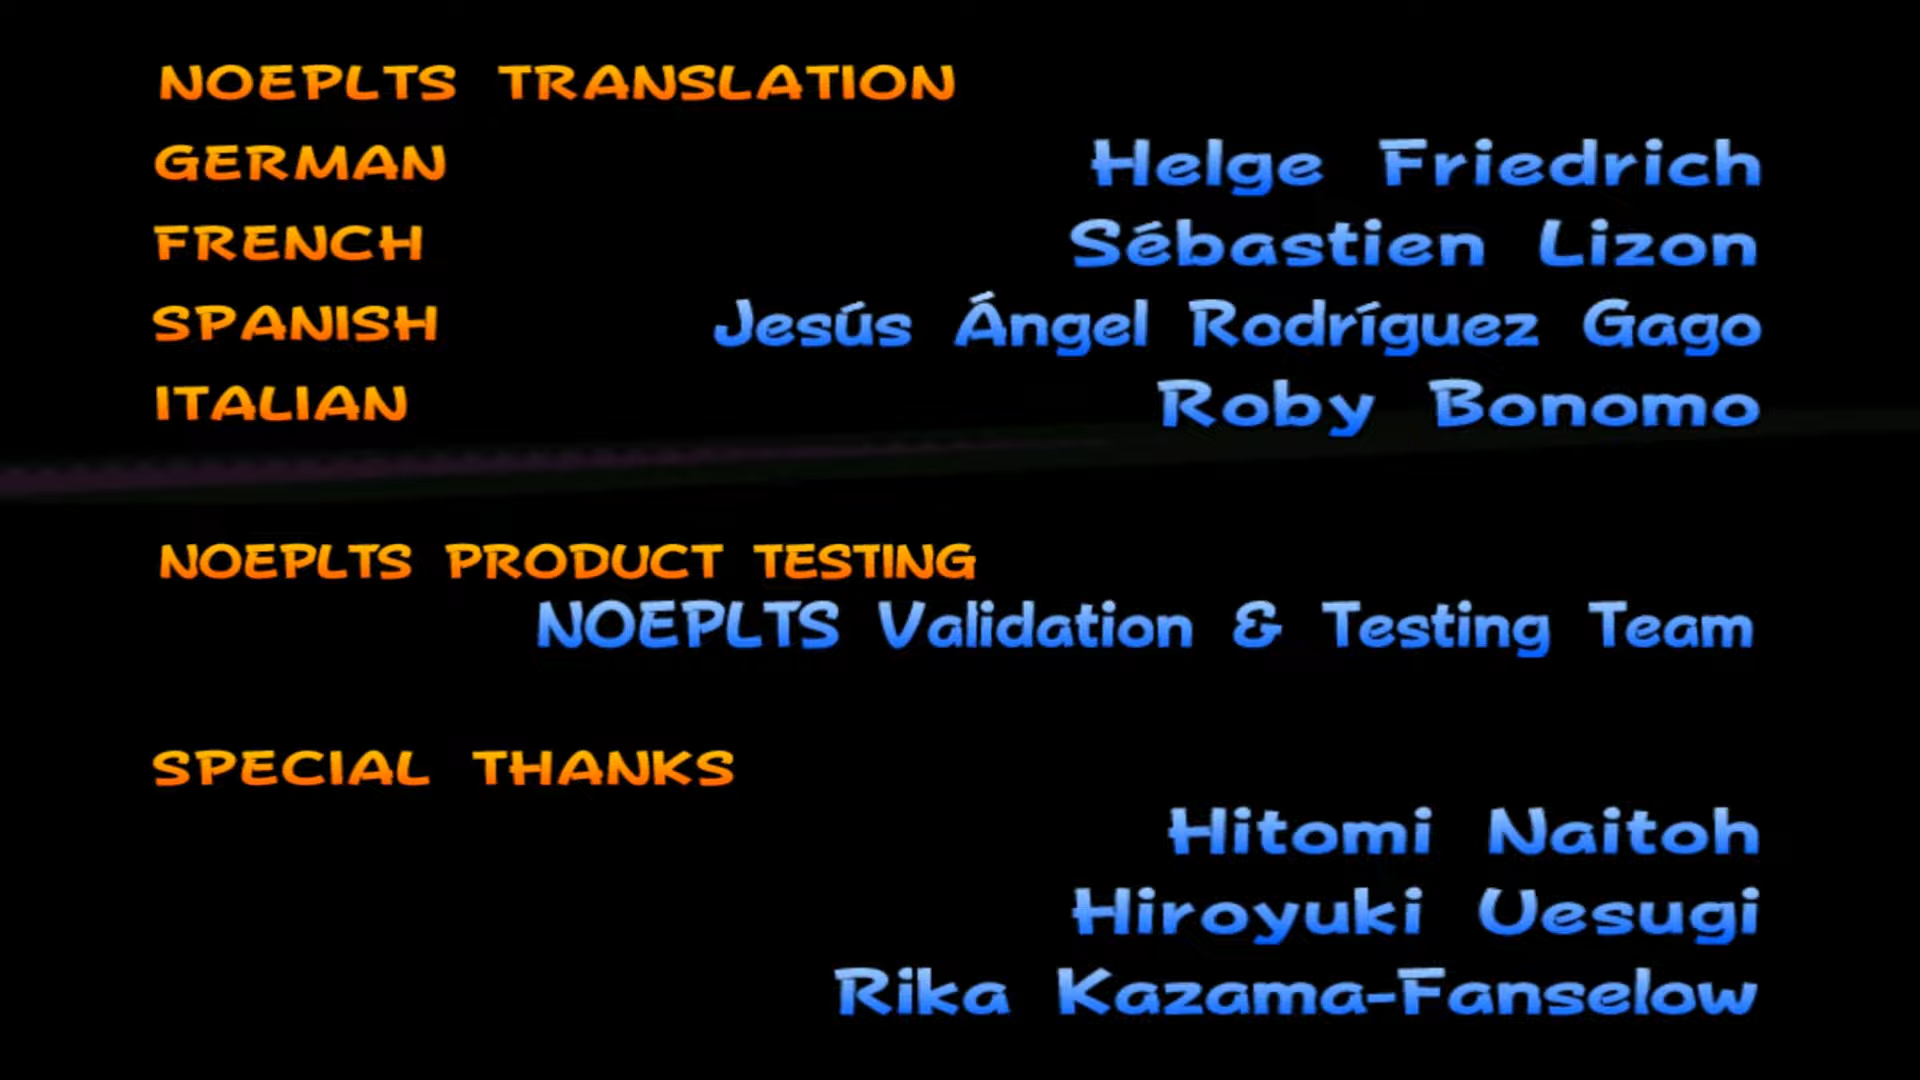 NOEPLTS TRANSLATION
GERMAN Helge Friedrich
FRENCH Sébastien Lizon
SPANISH Jesús Ángel Rodríguez Gago
ITALIAN Roby Bonomo
NOEPLTS PRODUCT TESTING
NOEPLTS Validation & Testing Team
SPECIAL THANKS
Hitomi Naitoh
Hiroyuki Uesugi
Rika Kazama-Fanselow